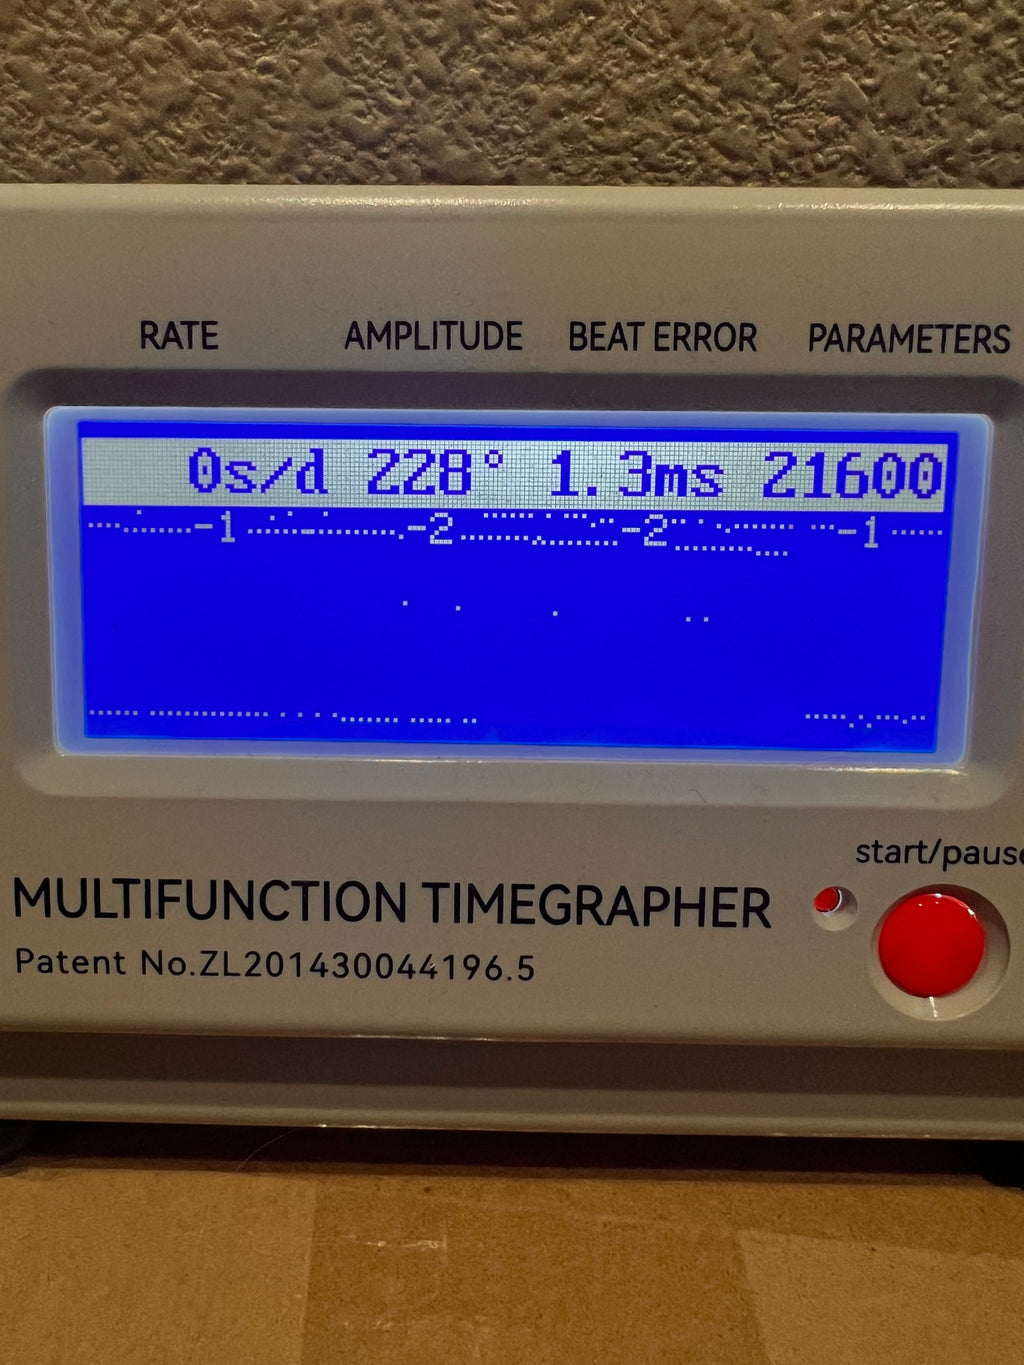 RATE AMPLITUDE BEAT ERROR PARAMETERS
0s/d 228° 1.3ms 21600
-1 -2 -2 -1
start/pause
MULTIFUNCTION TIMEGRAPHER
Patent No.ZL201430044196.5